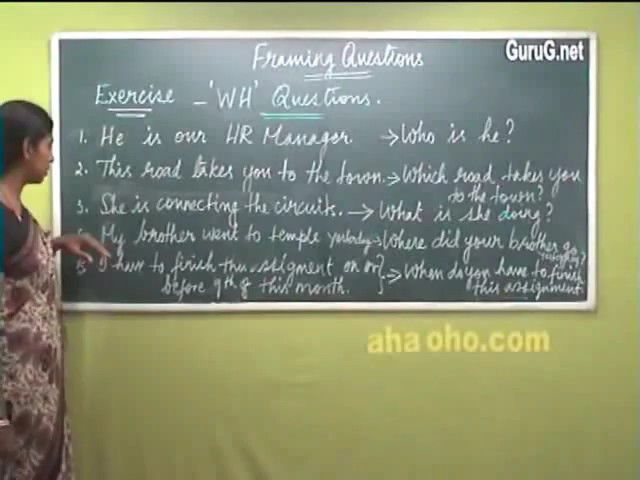 Framing Questions
GuruG.net
Exercise - 'WH' Questions.
1. He is our HR Manager. → Who is he?
2. This road takes you to the town. → Which road takes you
to the town?
3. She is connecting the circuits. → What is she doing?
My brother went to temple yesterday → Where did your brother go
yesterday?
5. I have to finish this assignment on or } → When do you have to finish
before 9th of this month. this assignment.
aha oho.com